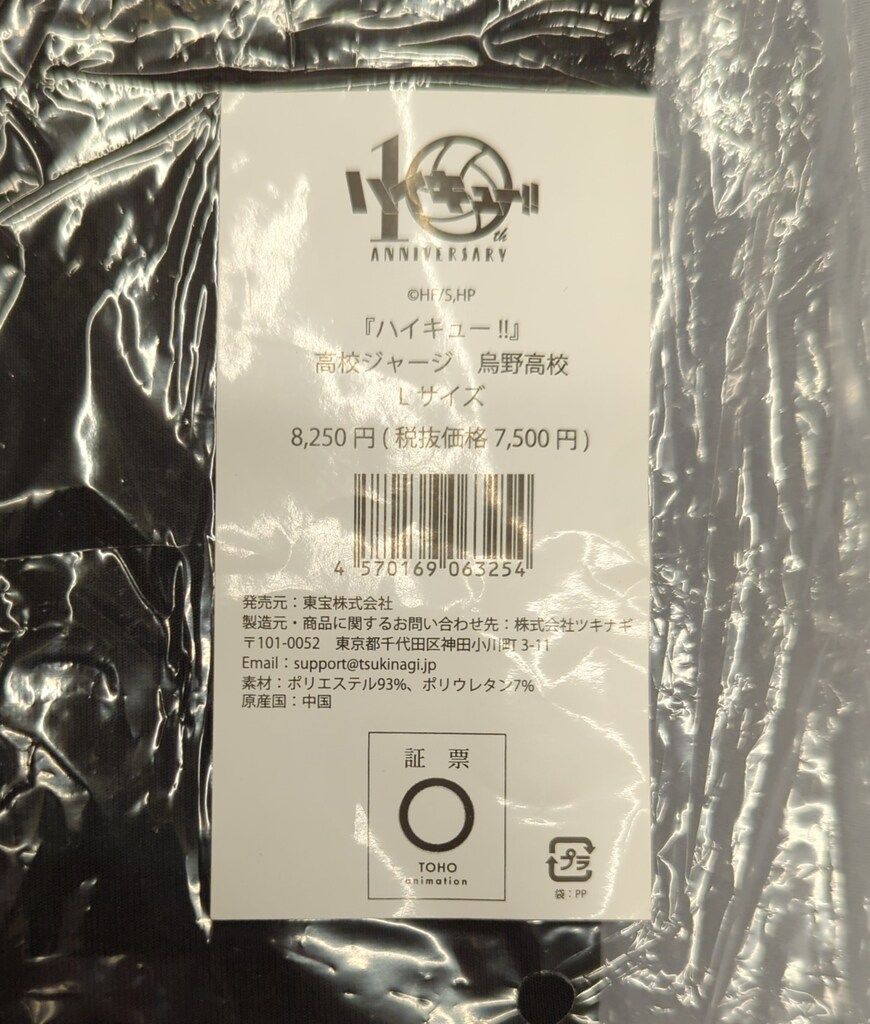 10th
ハイキュー!!
ANNIVERSARY
©HF/S,HP
『ハイキュー!!』
高校ジャージ　烏野高校
Lサイズ
8,250 円 ( 税抜価格 7,500 円 )
4 570169 063254
発売元：東宝株式会社
製造元・商品に関するお問い合わせ先：株式会社ツキナギ
〒101-0052　東京都千代田区神田小川町 3-11
Email：support@tsukinagi.jp
素材：ポリエステル93%、ポリウレタン7%
原産国：中国
証 票
TOHO
animation
プラ
袋：PP